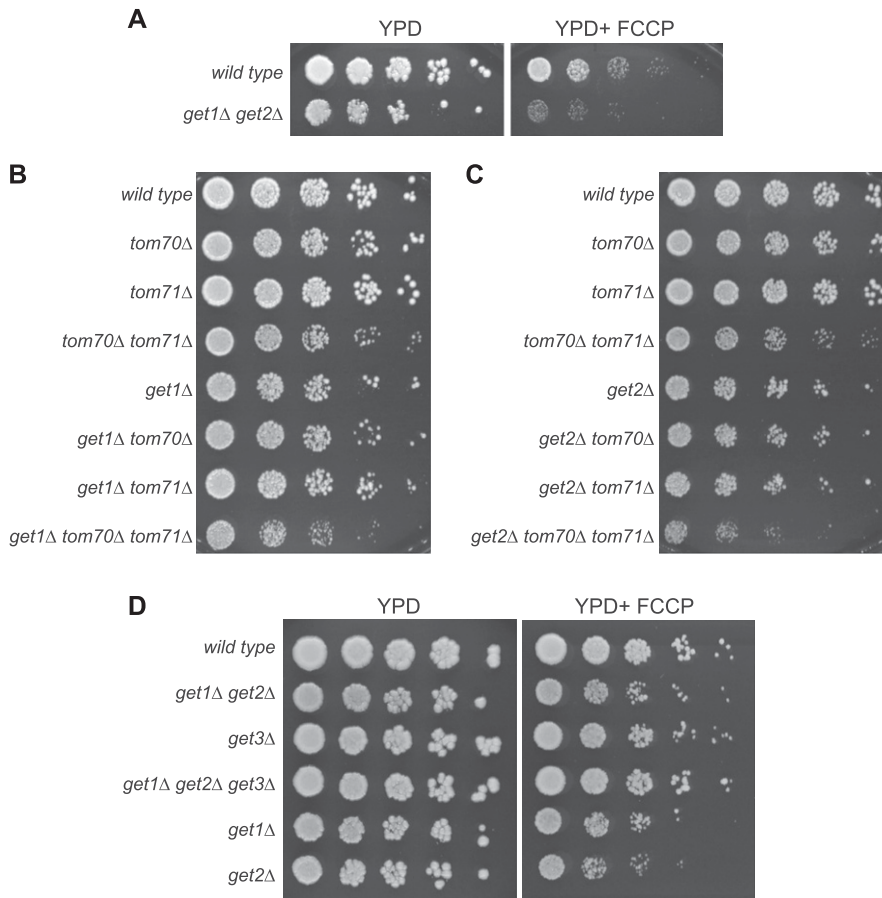 A
YPD
YPD+ FCCP
wild type
get1Δ get2Δ
B
wild type
tom70Δ
tom71Δ
tom70Δ tom71Δ
get1Δ
get1Δ tom70Δ
get1Δ tom71Δ
get1Δ tom70Δ tom71Δ
C
wild type
tom70Δ
tom71Δ
tom70Δ tom71Δ
get2Δ
get2Δ tom70Δ
get2Δ tom71Δ
get2Δ tom70Δ tom71Δ
D
YPD
YPD+ FCCP
wild type
get1Δ get2Δ
get3Δ
get1Δ get2Δ get3Δ
get1Δ
get2Δ